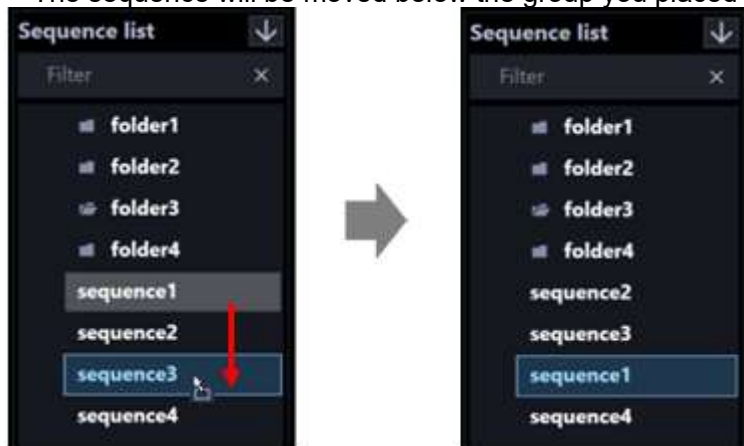 The sequence will be moved below the group you placed
Sequence list
Filter
folder1
folder2
folder3
folder4
sequence1
sequence2
sequence3
sequence4
Sequence list
Filter
folder1
folder2
folder3
folder4
sequence2
sequence3
sequence1
sequence4